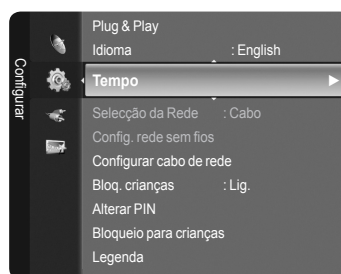 Configurar
Plug & Play
Idioma : English
Tempo
Selecção da Rede : Cabo
Config. rede sem fios
Configurar cabo de rede
Bloq. crianças : Lig.
Alterar PIN
Bloqueio para crianças
Legenda